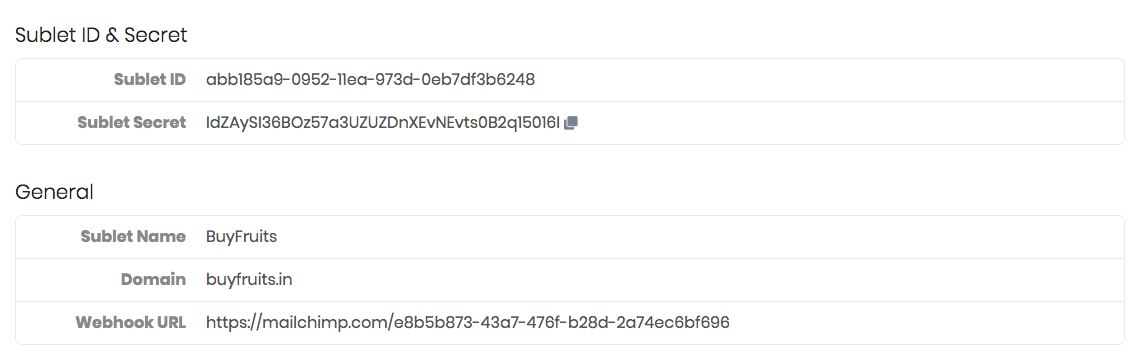 Sublet ID & Secret
Sublet ID abb185a9-0952-11ea-973d-0eb7df3b6248
Sublet Secret IdZAySI36BOz57a3UZUZDnXEvNEvts0B2q15016I
General
Sublet Name BuyFruits
Domain buyfruits.in
Webhook URL https://mailchimp.com/e8b5b873-43a7-476f-b28d-2a74ec6bf696